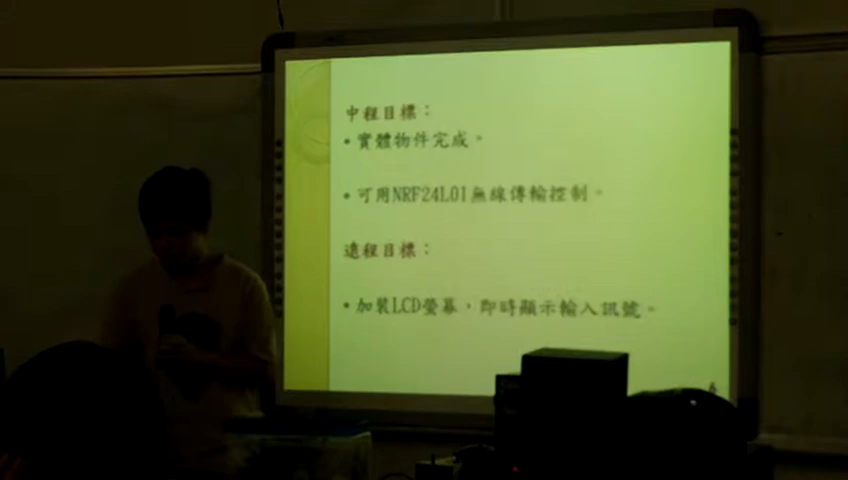 中程目標：
•實體物件完成。
•可用NRF24L01無線傳輸控制。
遠程目標：
•加裝LCD螢幕，即時顯示輸入訊號。